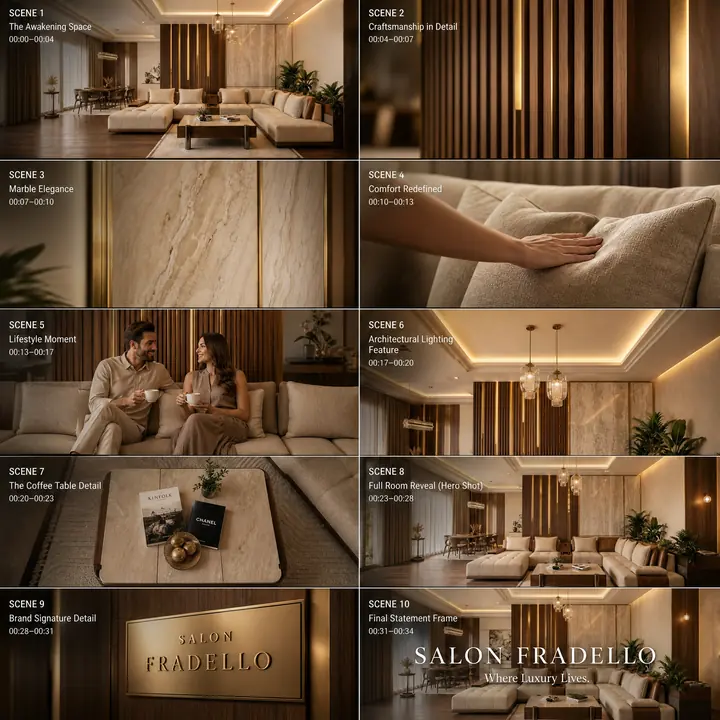 SCENE 1
The Awakening Space
00:00–00:04
SCENE 2
Craftsmanship in Detail
00:04–00:07
SCENE 3
Marble Elegance
00:07–00:10
SCENE 4
Comfort Redefined
00:10–00:13
SCENE 5
Lifestyle Moment
00:13–00:17
SCENE 6
Architectural Lighting
Feature
00:17–00:20
SCENE 7
The Coffee Table Detail
00:20–00:23
KINFOLK
CHANEL
SCENE 8
Full Room Reveal (Hero Shot)
00:23–00:28
SCENE 9
Brand Signature Detail
00:28–00:31
SALON
FRADELLO
SCENE 10
Final Statement Frame
00:31–00:34
SALON FRADELLO
Where Luxury Lives.